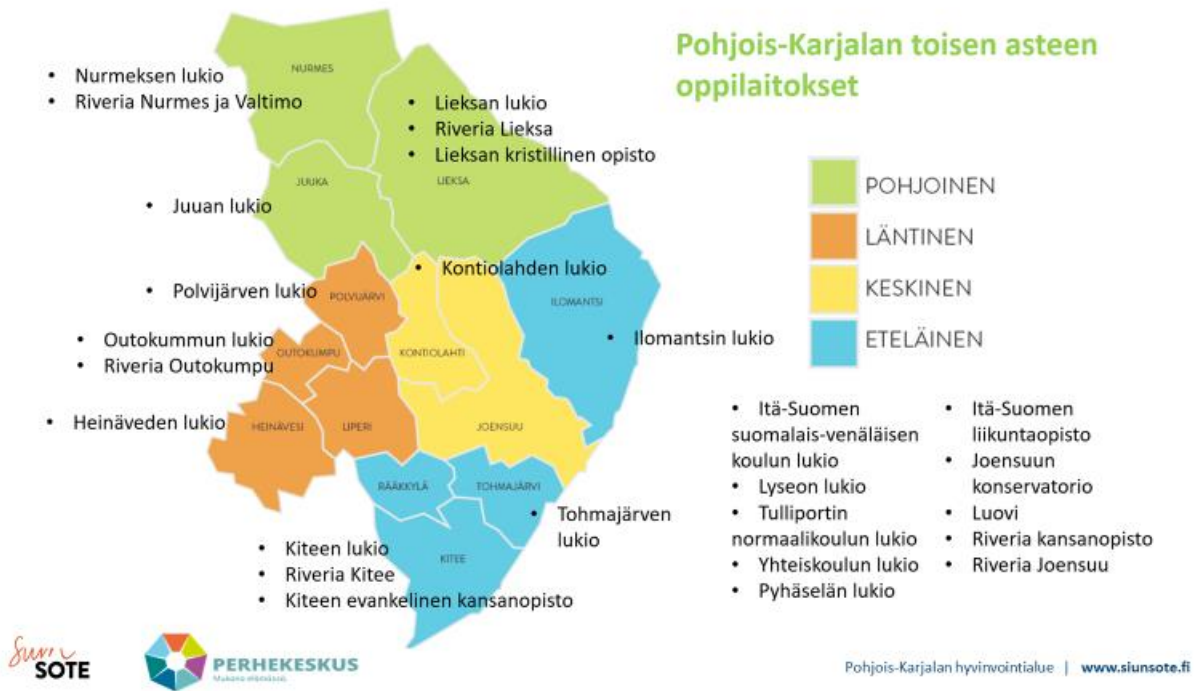 Pohjois-Karjalan toisen asteen
oppilaitokset
NURMES
• Nurmeksen lukio
• Riveria Nurmes ja Valtimo
• Lieksan lukio
• Riveria Lieksa
• Lieksan kristillinen opisto
JUUKA
LIEKSA
• Juuan lukio
POHJOINEN
LÄNTINEN
KESKINEN
ETELÄINEN
• Kontiolahden lukio
• Polvijärven lukio
POLVIJÄRVI
ILOMANTSI
• Outokummun lukio
• Riveria Outokumpu
OUTOKUMPU
KONTIOLAHTI
• Ilomantsin lukio
• Heinäveden lukio
HEINÄVESI
LIPERI
JOENSUU
RÄÄKKYLÄ
TOHMAJÄRVI
• Tohmajärven
lukio
• Kiteen lukio
• Riveria Kitee
• Kiteen evankelinen kansanopisto
KITEE
• Itä-Suomen
suomalais-venäläisen
koulun lukio
• Lyseon lukio
• Tulliportin
normaalikoulun lukio
• Yhteiskoulun lukio
• Pyhäselän lukio
• Itä-Suomen
liikuntaopisto
• Joensuun
konservatorio
• Luovi
• Riveria kansanopisto
• Riveria Joensuu
Siun
SOTE
PERHEKESKUS
Mukana elämässä
Pohjois-Karjalan hyvinvointialue | www.siunsote.fi